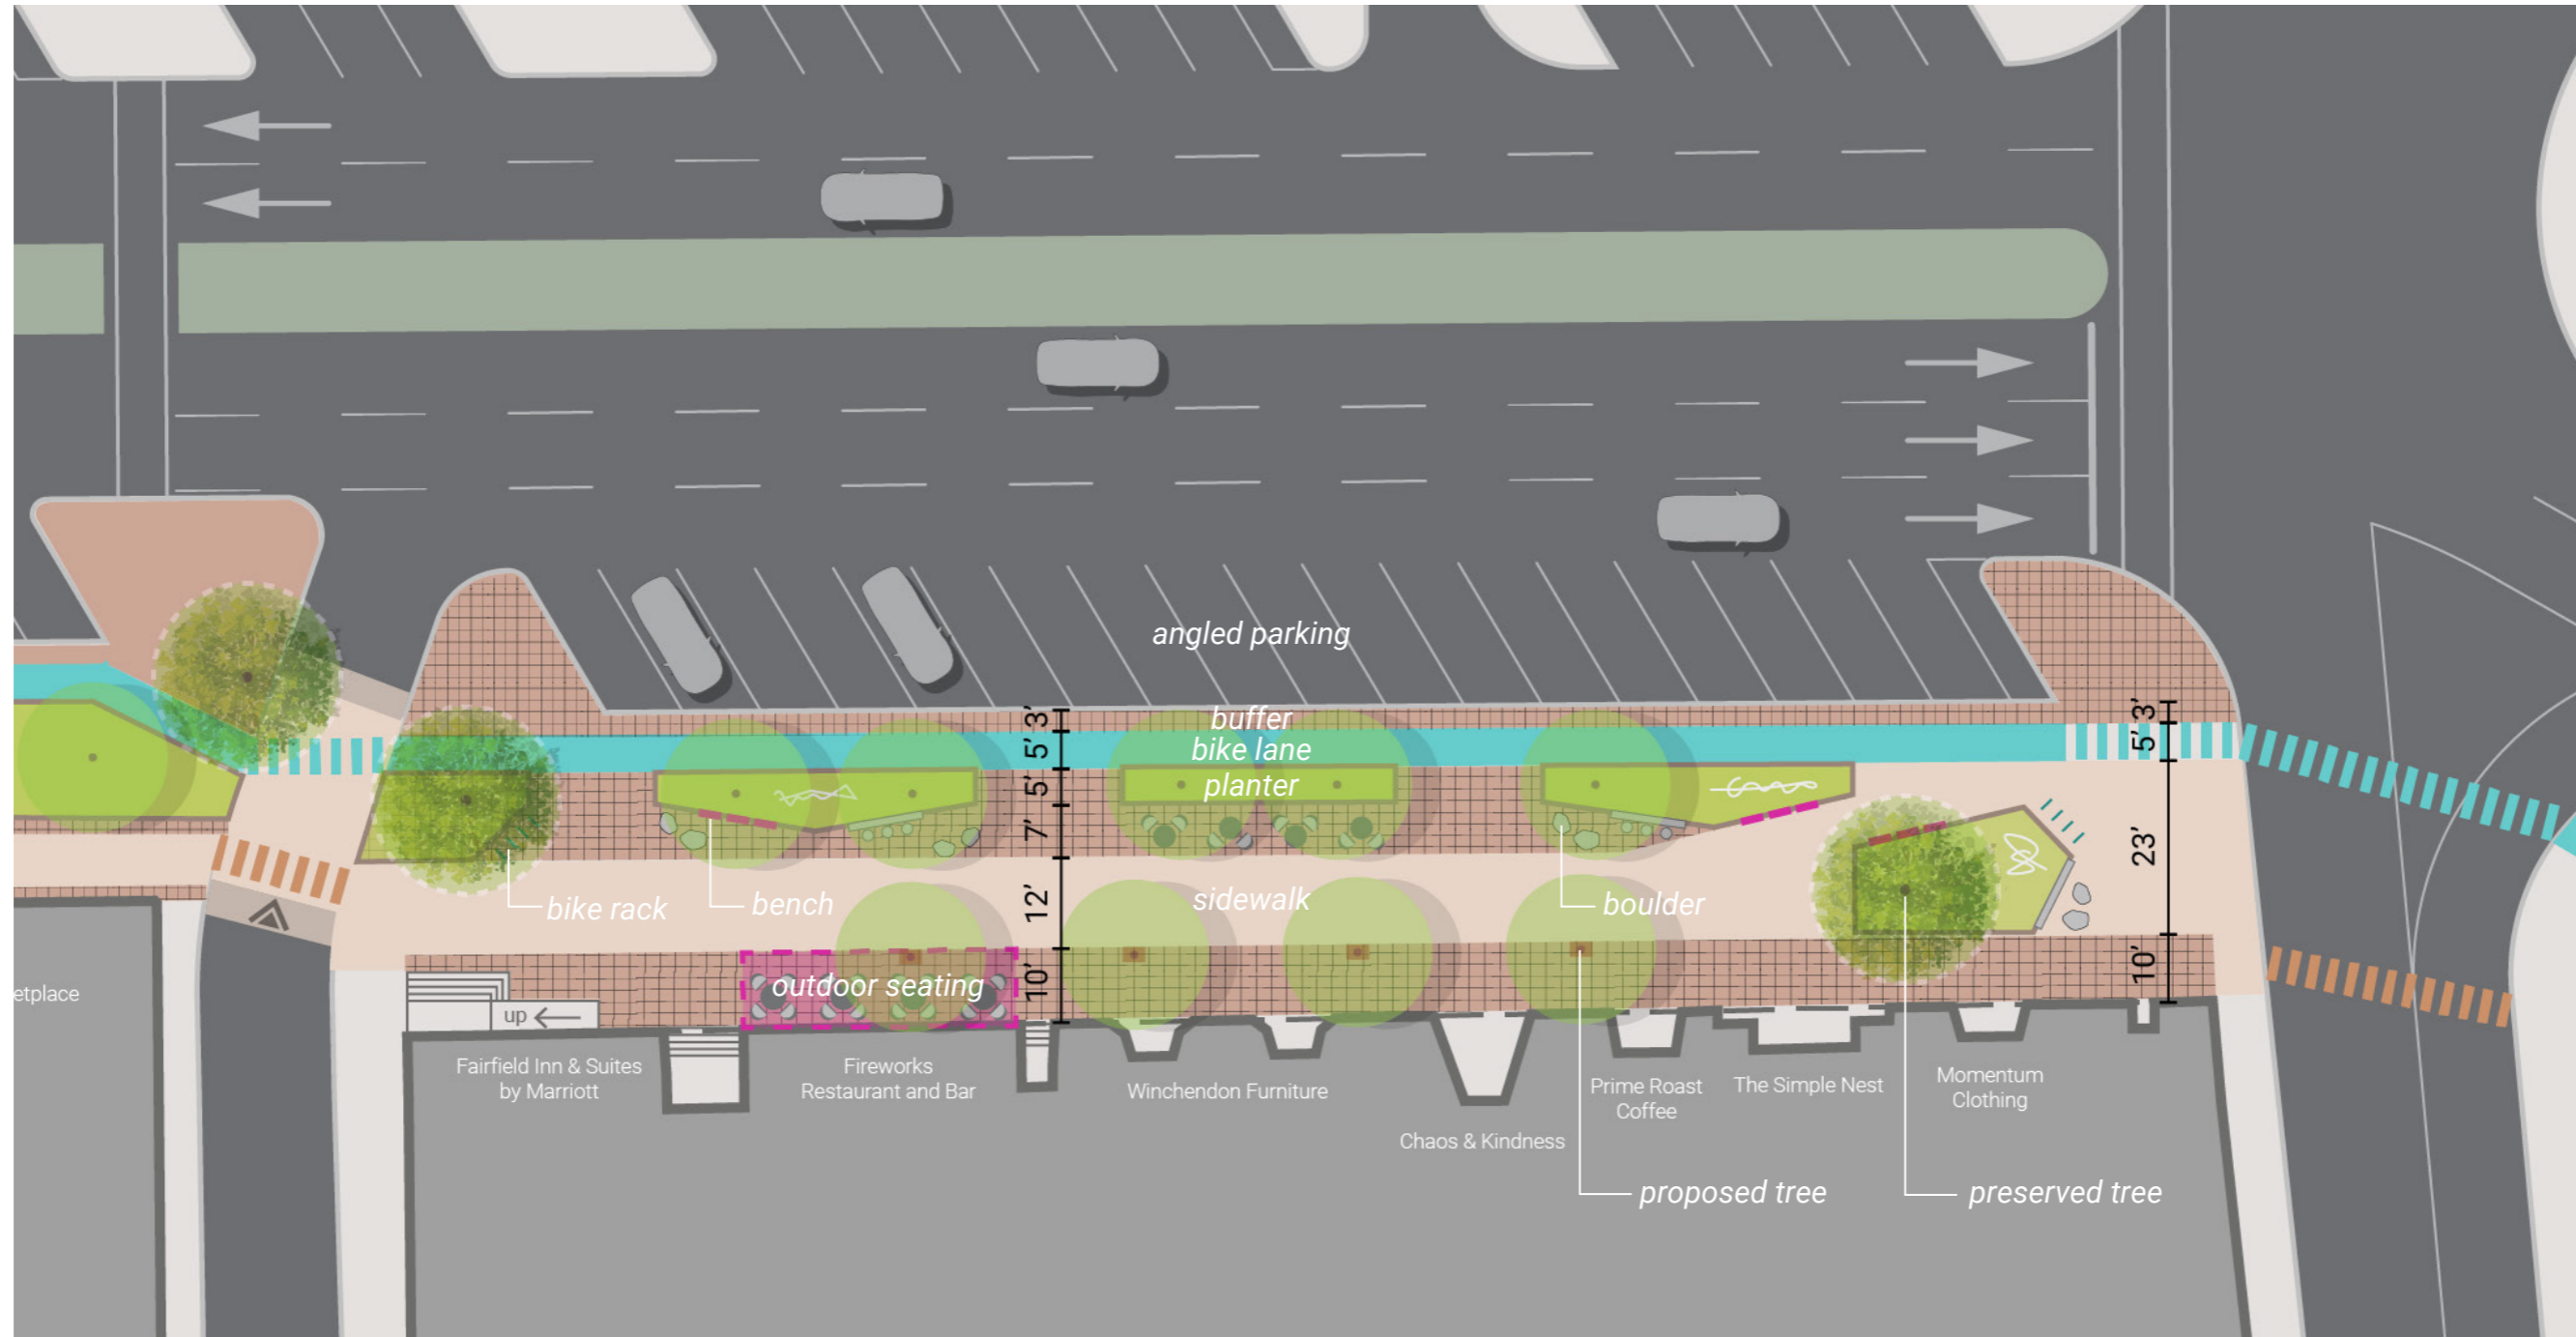 angled parking
buffer
bike lane
planter
3'
5'
5'
7'
12'
10'
3'
5'
23'
10'
bike rack
bench
sidewalk
boulder
outdoor seating
up
etplace
Fairfield Inn & Suites
by Marriott
Fireworks
Restaurant and Bar
Winchendon Furniture
Chaos & Kindness
Prime Roast
Coffee
The Simple Nest
Momentum
Clothing
proposed tree
preserved tree